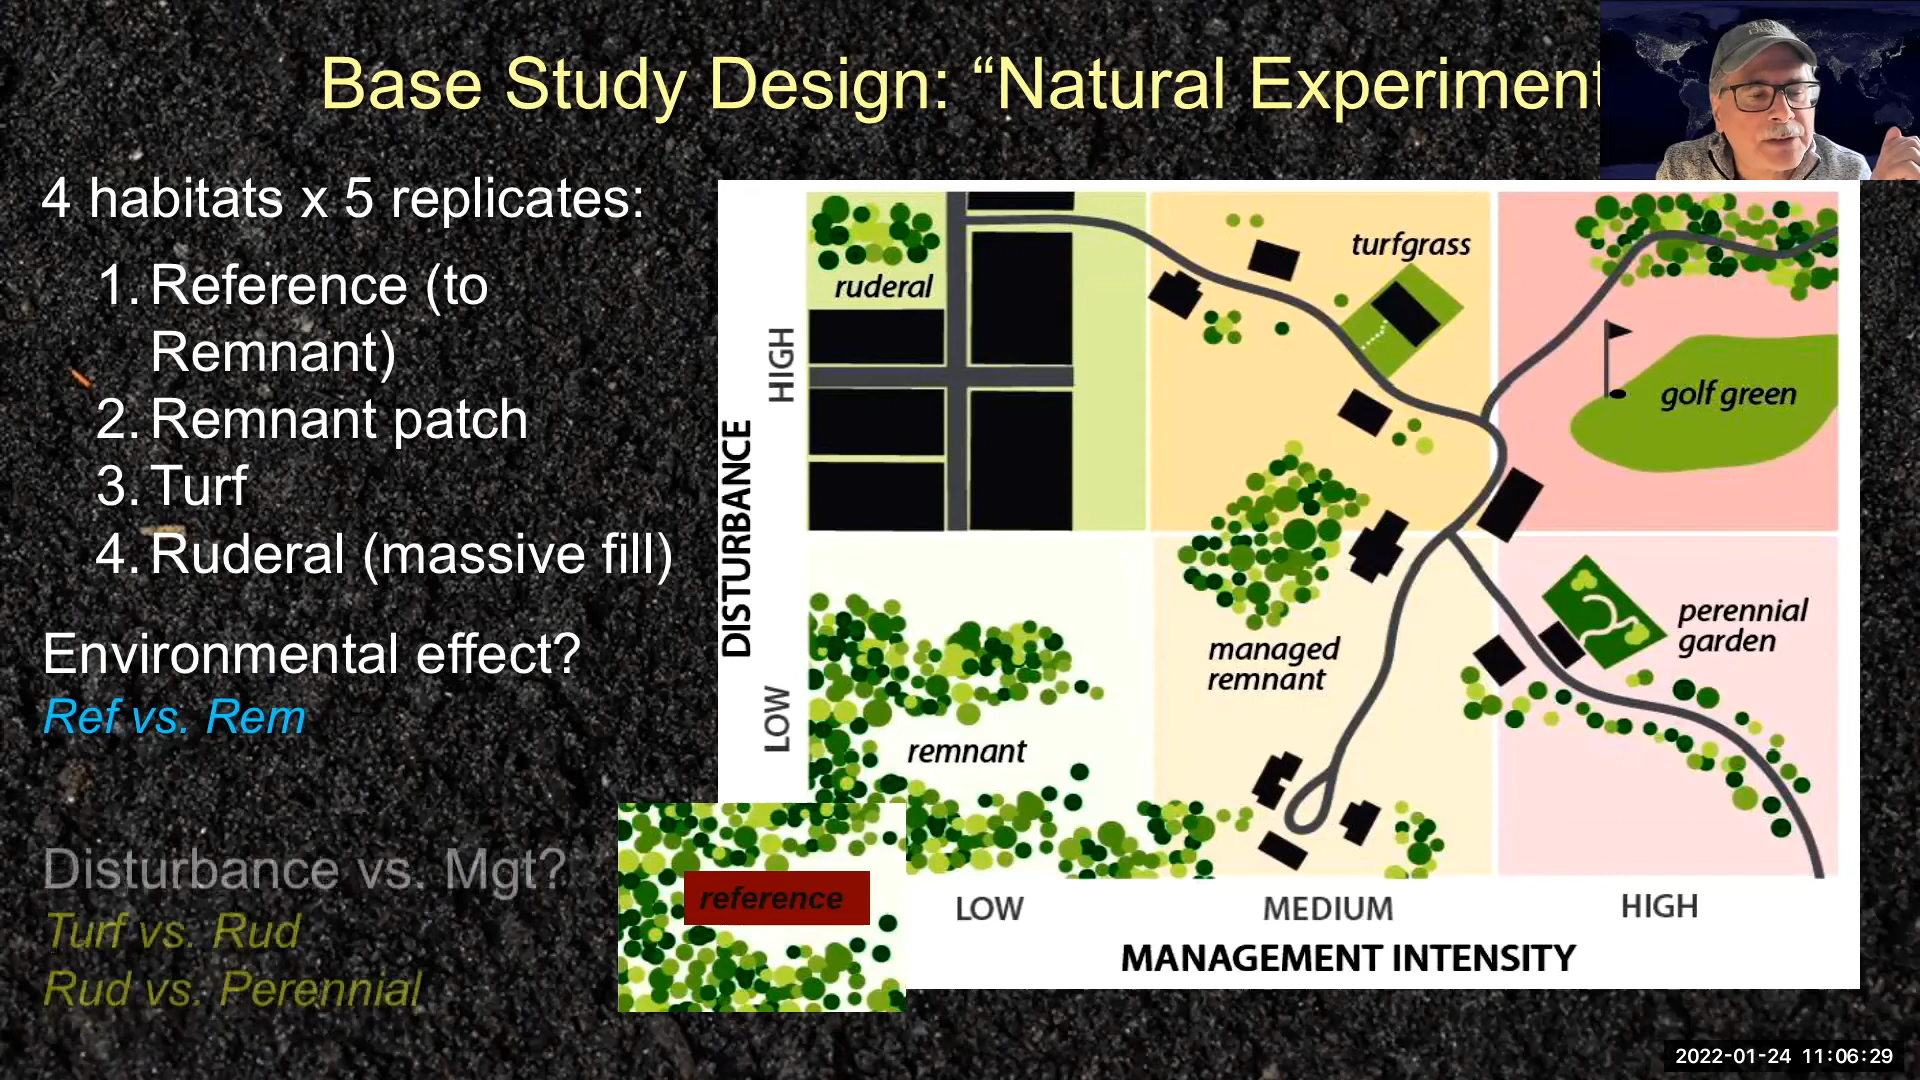 Base Study Design: “Natural Experiment
4 habitats x 5 replicates:
1. Reference (to
Remnant)
2. Remnant patch
3. Turf
4. Ruderal (massive fill)
Environmental effect?
Ref vs. Rem
Disturbance vs. Mgt?
Turf vs. Rud
Rud vs. Perennial
DISTURBANCE
HIGH
LOW
ruderal
turfgrass
golf green
remnant
managed
remnant
perennial
garden
reference
LOW
MEDIUM
HIGH
MANAGEMENT INTENSITY
2022-01-24 11:06:29